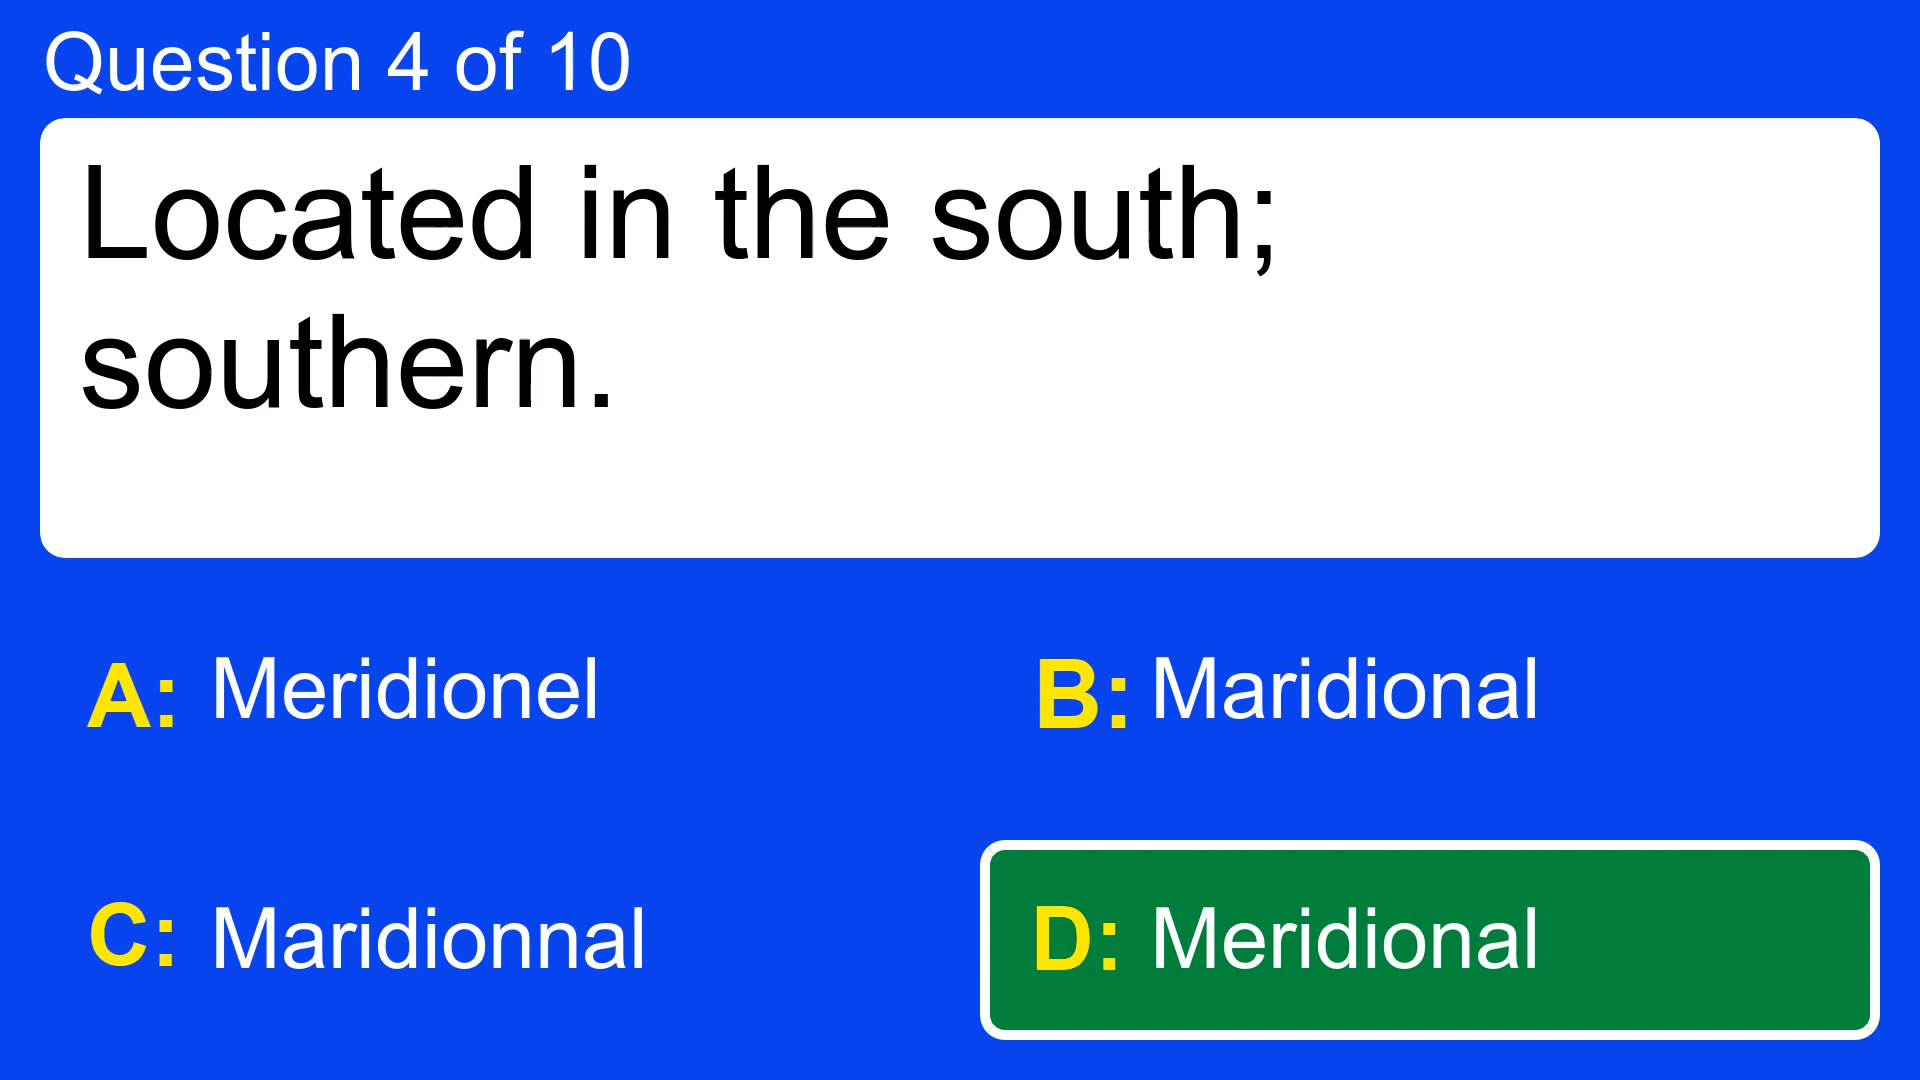 Question 4 of 10
Located in the south;
southern.
A: Meridionel
B: Maridional
C: Maridionnal
D: Meridional